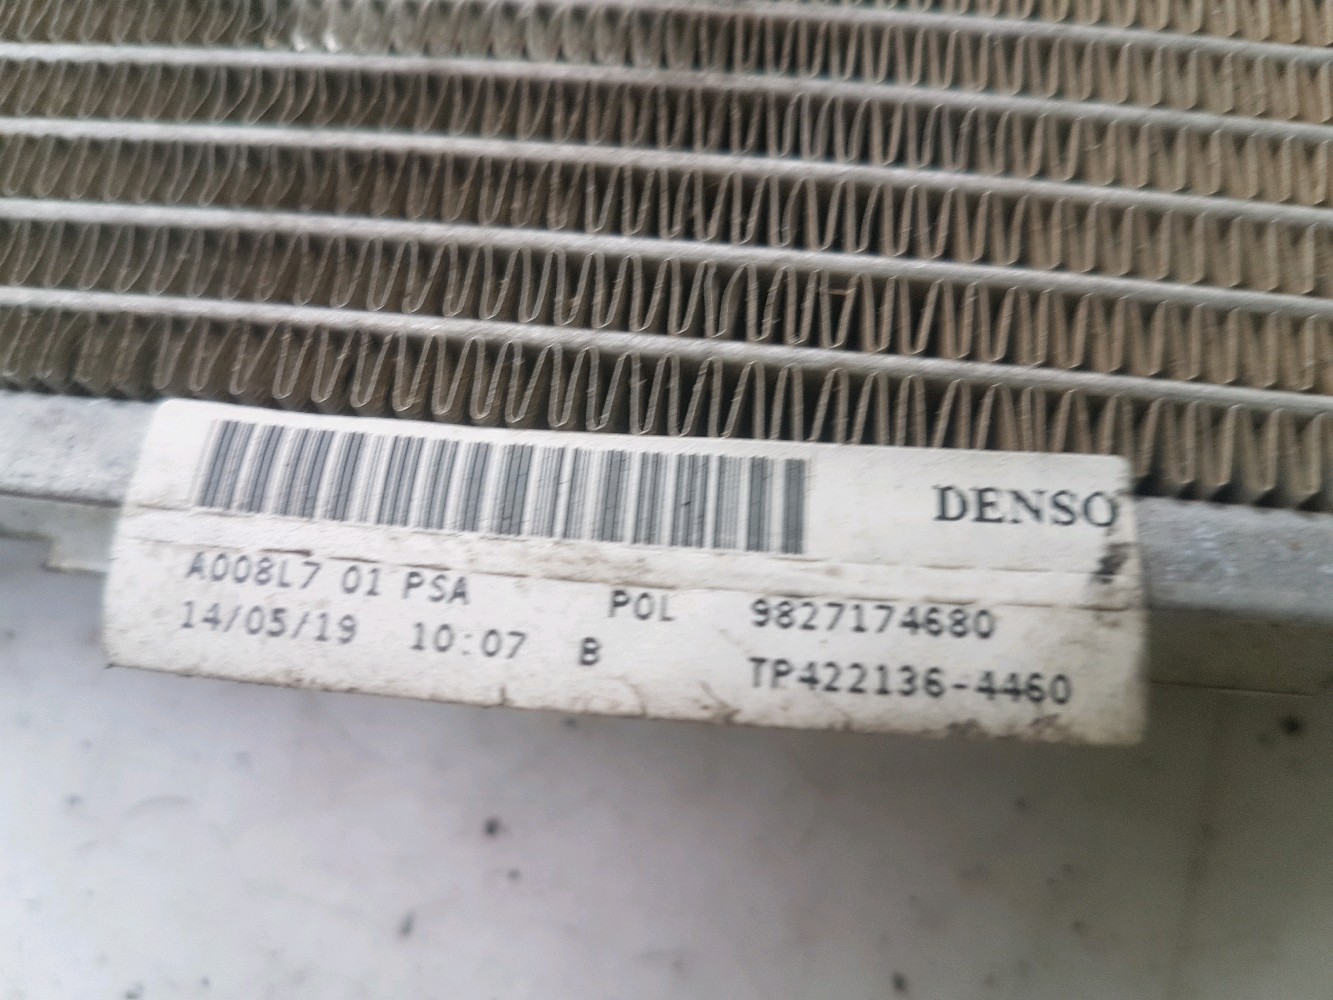 DENSO
A008L7 01 PSA POL 9827174680
14/05/19 10:07 B TP422136-4460